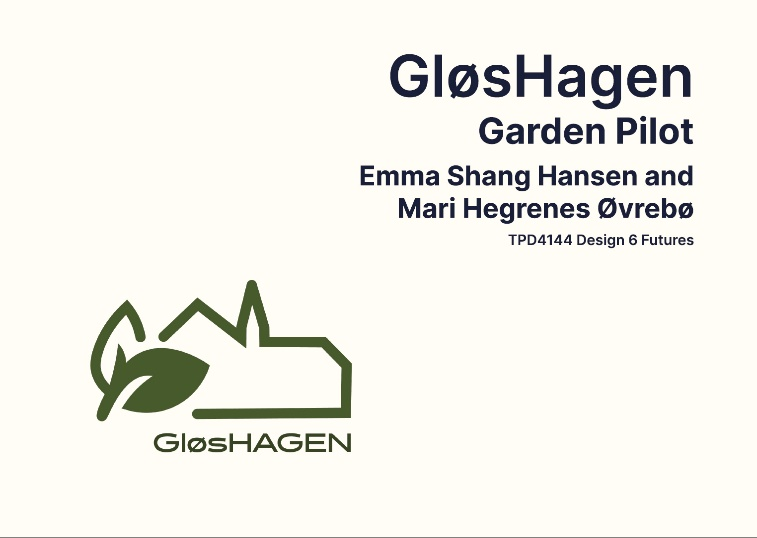 GløsHagen
Garden Pilot
Emma Shang Hansen and
Mari Hegrenes Øvrebø
TPD4144 Design 6 Futures
GløsHAGEN